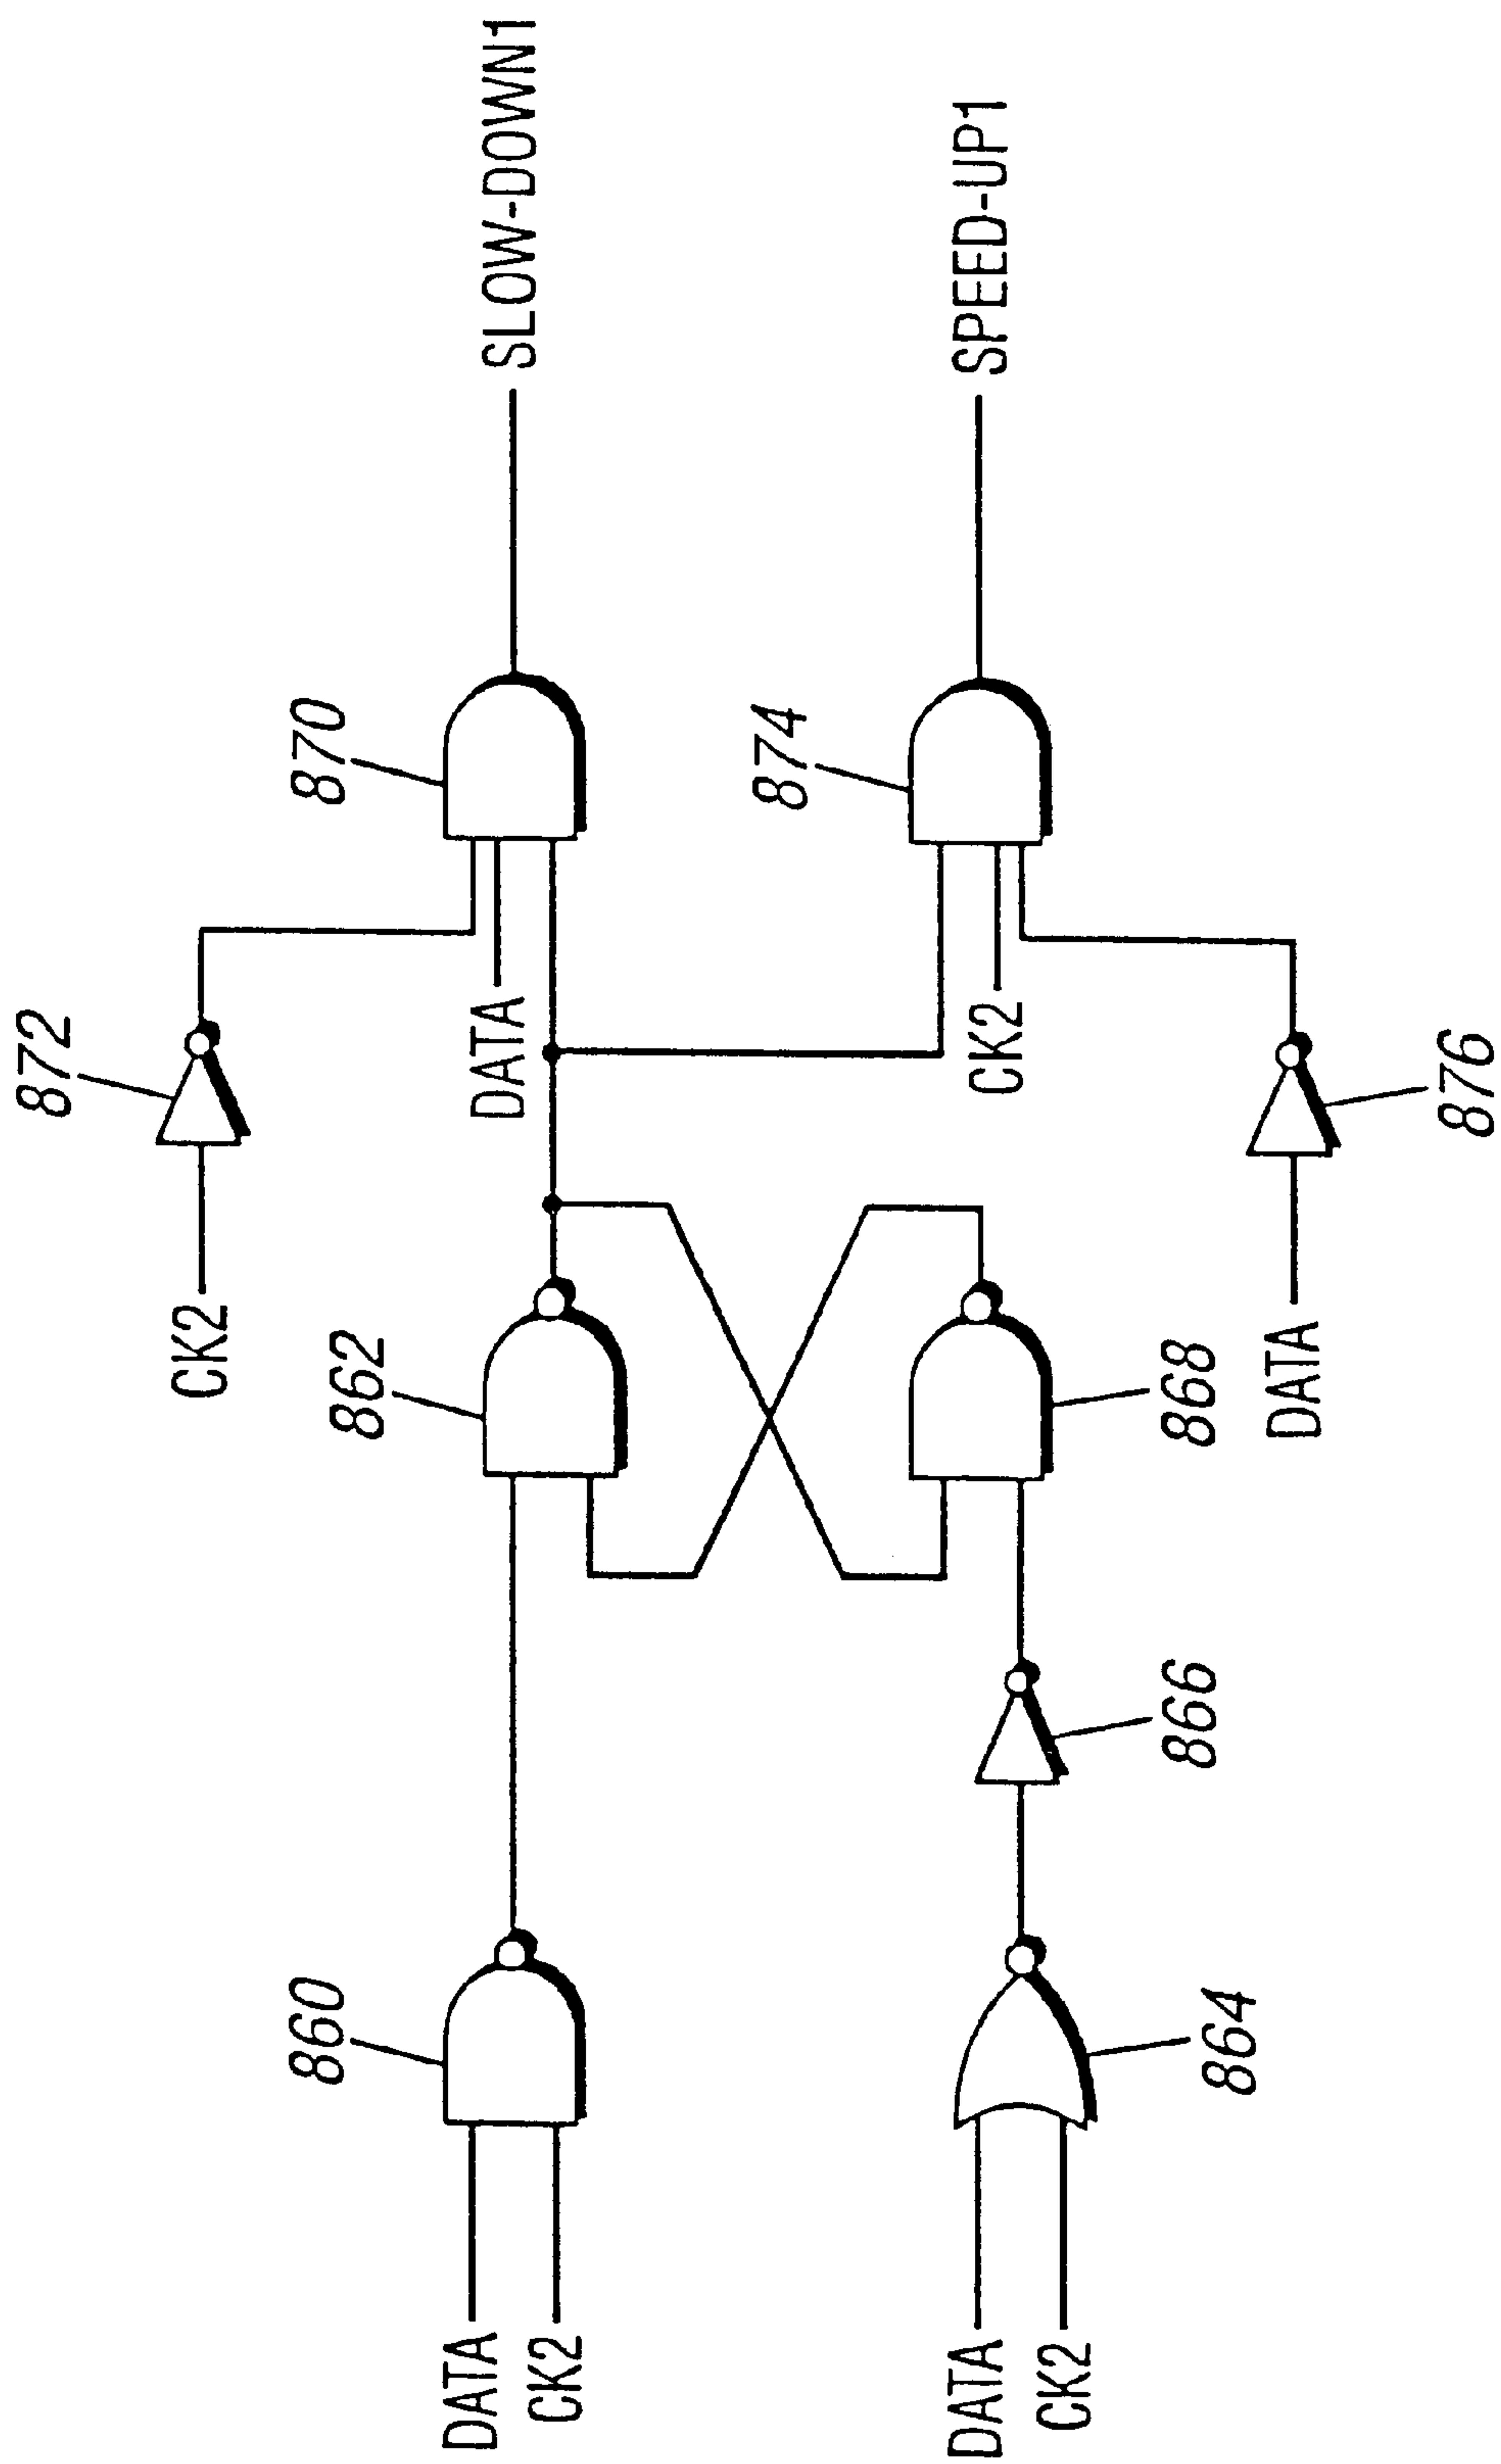 872
CK2
870
SLOW-DOWN1
DATA
862
860
DATA
CK2
874
SPEED-UP1
CK2
868
866
864
DATA
CK2
876
DATA